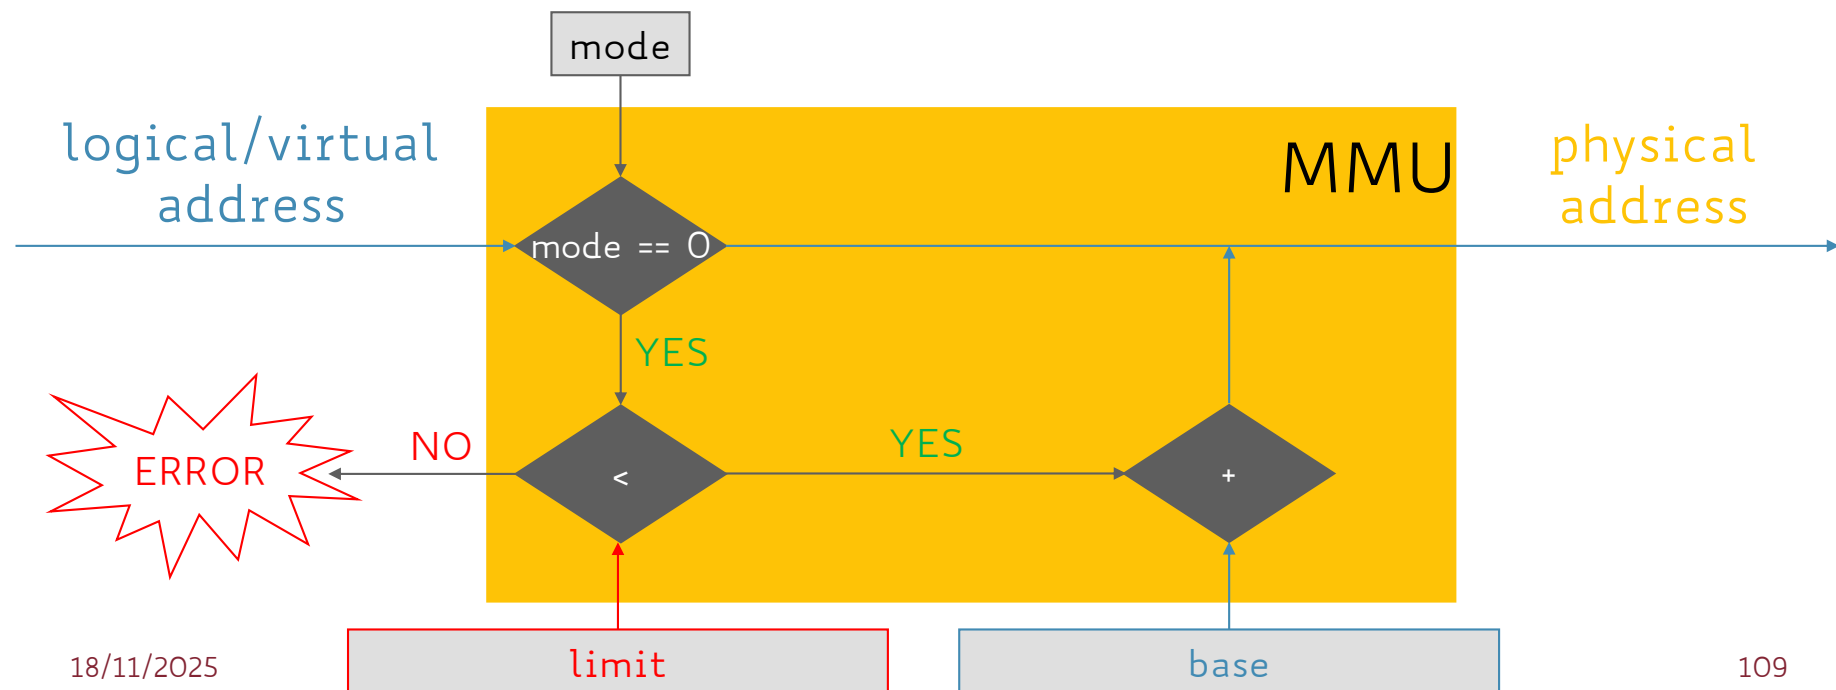 mode
logical/virtual
address
MMU
physical
address
mode == 0
YES
NO
YES
ERROR
<
+
18/11/2025
limit
base
109